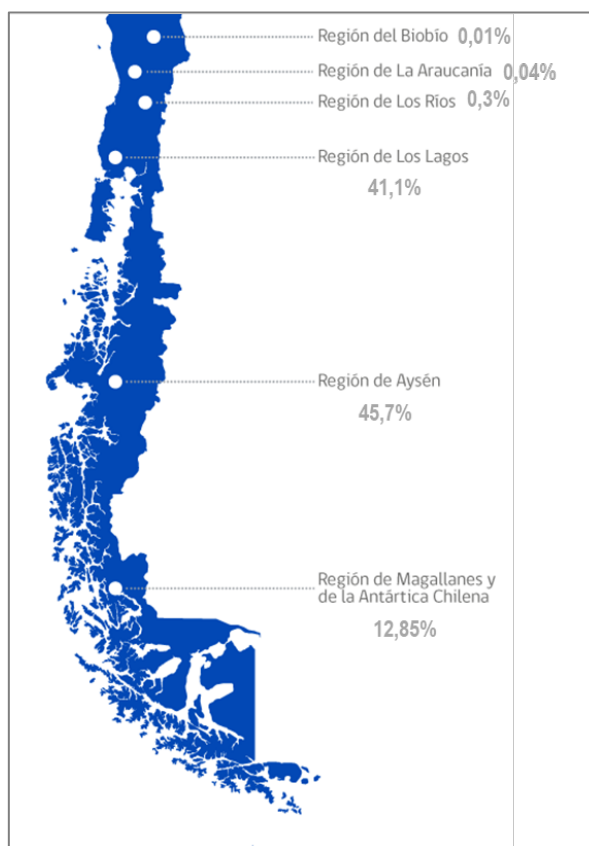 Región del Biobío 0,01%
Región de La Araucanía 0,04%
Región de Los Ríos 0,3%
Región de Los Lagos
41,1%
Región de Aysén
45,7%
Región de Magallanes y
de la Antártica Chilena
12,85%